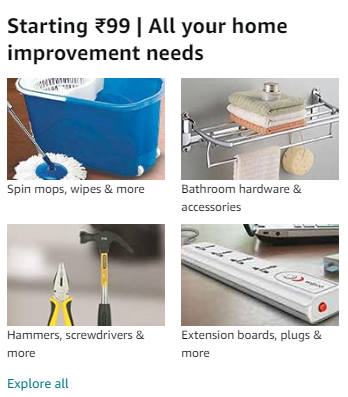 Starting ₹99 | All your home
improvement needs
Spin mops, wipes & more
Bathroom hardware &
accessories
Hammers, screwdrivers &
more
Extension boards, plugs &
more
Explore all